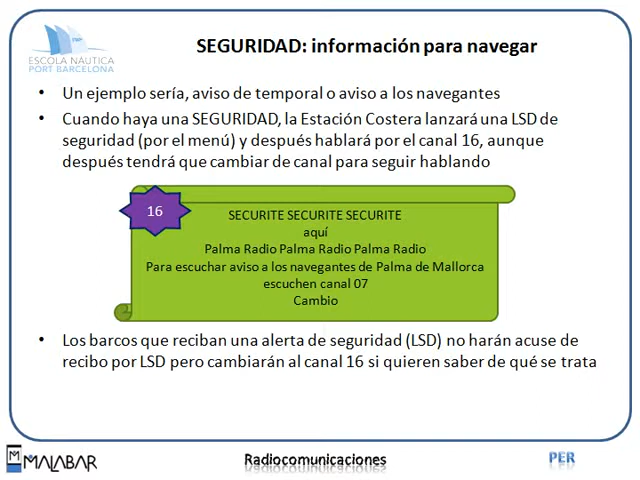 ESCOLA NÀUTICA
PORT BARCELONA
SEGURIDAD: información para navegar
• Un ejemplo sería, aviso de temporal o aviso a los navegantes
• Cuando haya una SEGURIDAD, la Estación Costera lanzará una LSD de
seguridad (por el menú) y después hablará por el canal 16, aunque
después tendrá que cambiar de canal para seguir hablando
16
SECURITE SECURITE SECURITE
aquí
Palma Radio Palma Radio Palma Radio
Para escuchar aviso a los navegantes de Palma de Mallorca
escuchen canal 07
Cambio
• Los barcos que reciban una alerta de seguridad (LSD) no harán acuse de
recibo por LSD pero cambiarán al canal 16 si quieren saber de qué se trata
MALABAR
Radiocomunicaciones
PER